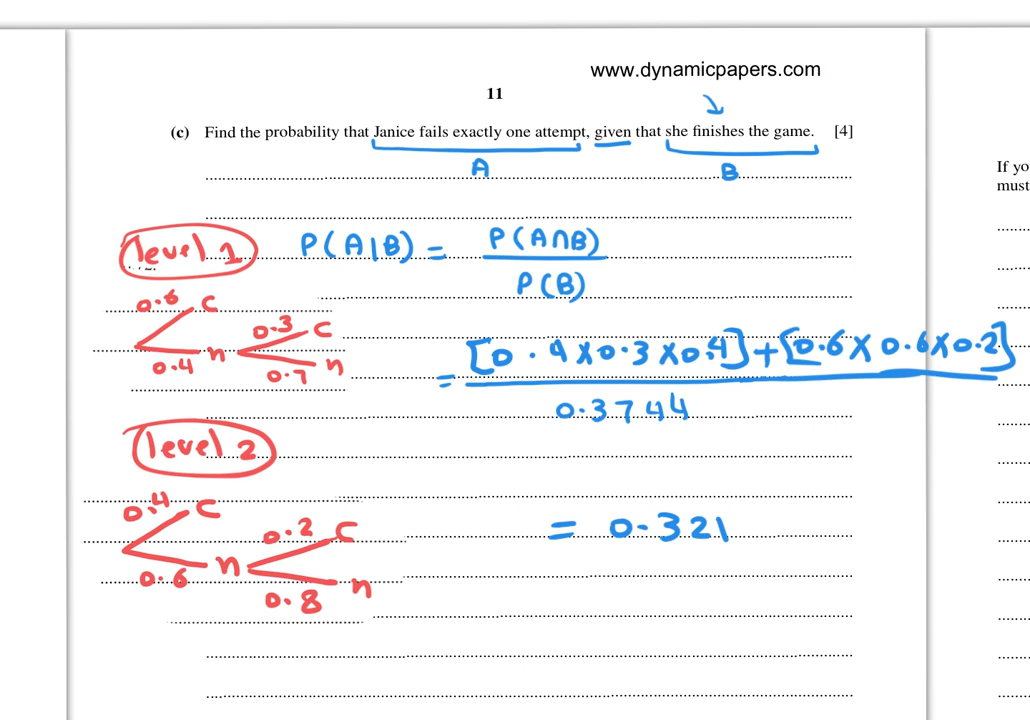 www.dynamicpapers.com
11
(c) Find the probability that Janice fails exactly one attempt, given that she finishes the game. [4]
A B
If yo
must
level 1
P(A|B) = P(A∩B)
P(B)
0.6 C
0.3 C
0.4 n
0.7 n
= [0.4×0.3×0.4]+[0.6×0.6×0.2]
0.3744
level 2
0.4 C
0.2 C
0.6 n
0.8 n
= 0.321